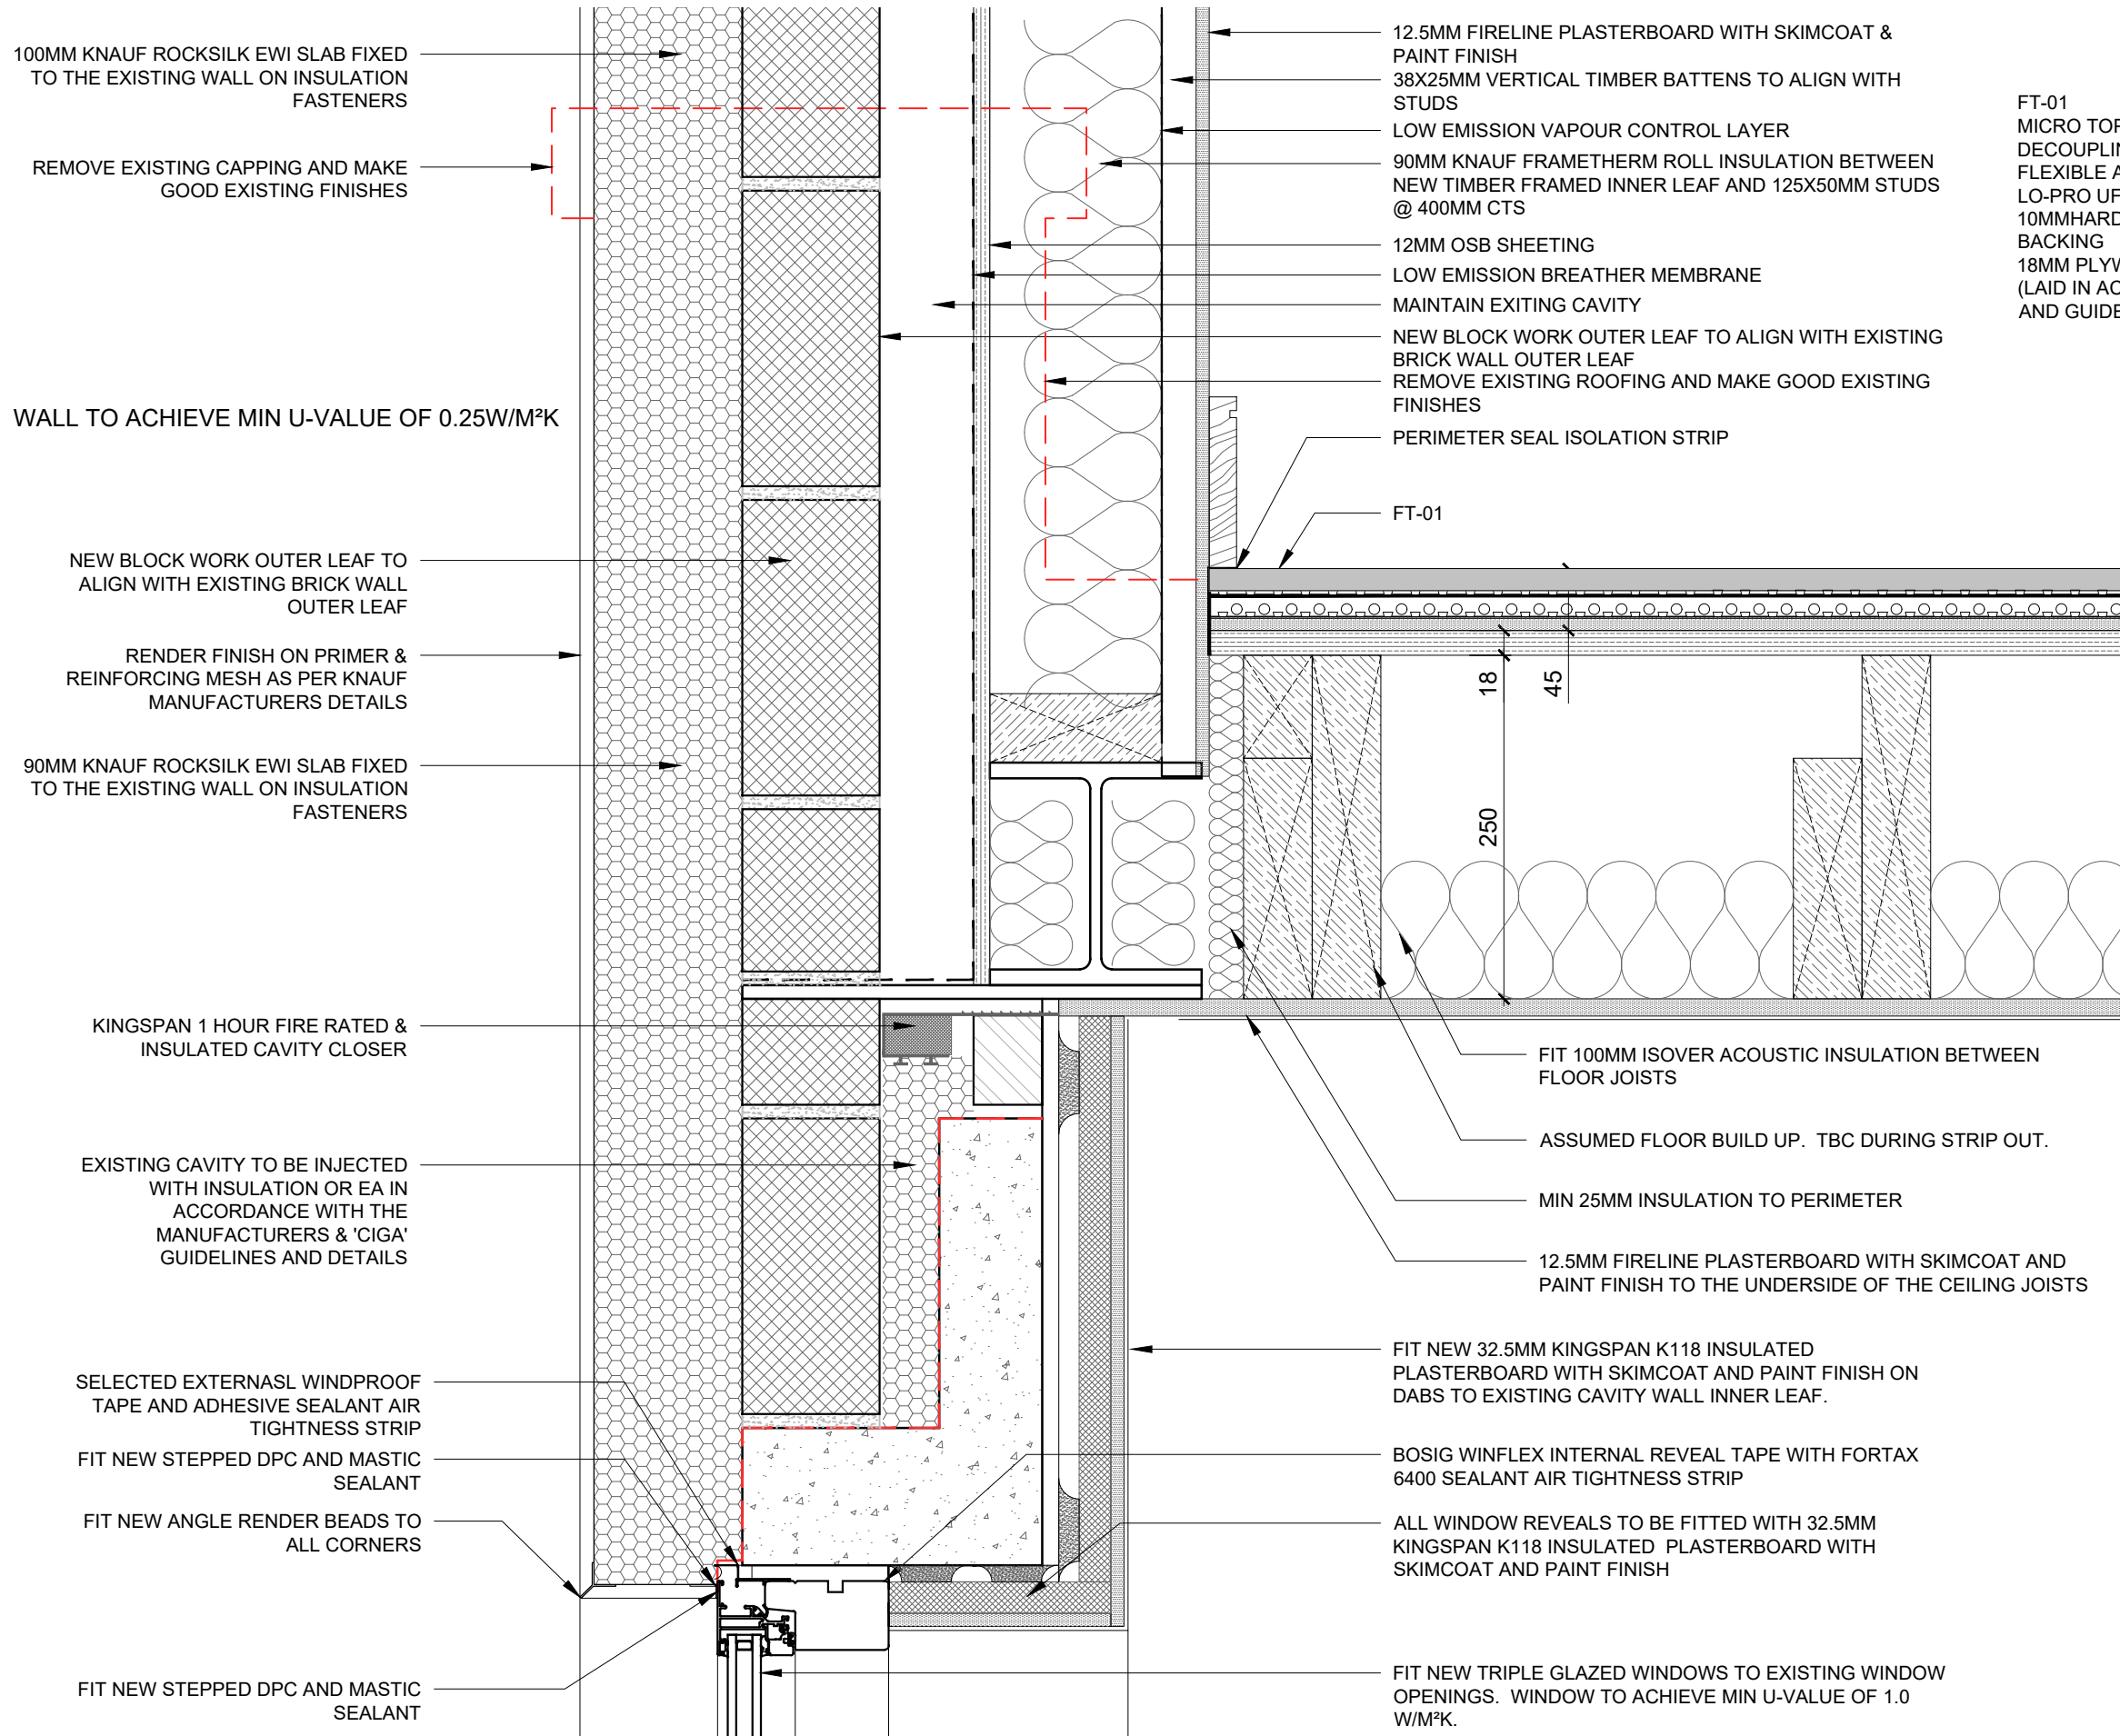 100MM KNAUF ROCKSILK EWI SLAB FIXED
TO THE EXISTING WALL ON INSULATION
FASTENERS
REMOVE EXISTING CAPPING AND MAKE
GOOD EXISTING FINISHES
WALL TO ACHIEVE MIN U-VALUE OF 0.25W/M²K
NEW BLOCK WORK OUTER LEAF TO
ALIGN WITH EXISTING BRICK WALL
OUTER LEAF
RENDER FINISH ON PRIMER &
REINFORCING MESH AS PER KNAUF
MANUFACTURERS DETAILS
90MM KNAUF ROCKSILK EWI SLAB FIXED
TO THE EXISTING WALL ON INSULATION
FASTENERS
KINGSPAN 1 HOUR FIRE RATED &
INSULATED CAVITY CLOSER
EXISTING CAVITY TO BE INJECTED
WITH INSULATION OR EA IN
ACCORDANCE WITH THE
MANUFACTURERS & 'CIGA'
GUIDELINES AND DETAILS
SELECTED EXTERNASL WINDPROOF
TAPE AND ADHESIVE SEALANT AIR
TIGHTNESS STRIP
FIT NEW STEPPED DPC AND MASTIC
SEALANT
FIT NEW ANGLE RENDER BEADS TO
ALL CORNERS
FIT NEW STEPPED DPC AND MASTIC
SEALANT
12.5MM FIRELINE PLASTERBOARD WITH SKIMCOAT &
PAINT FINISH
38X25MM VERTICAL TIMBER BATTENS TO ALIGN WITH
STUDS
LOW EMISSION VAPOUR CONTROL LAYER
90MM KNAUF FRAMETHERM ROLL INSULATION BETWEEN
NEW TIMBER FRAMED INNER LEAF AND 125X50MM STUDS
@ 400MM CTS
12MM OSB SHEETING
LOW EMISSION BREATHER MEMBRANE
MAINTAIN EXITING CAVITY
NEW BLOCK WORK OUTER LEAF TO ALIGN WITH EXISTING
BRICK WALL OUTER LEAF
REMOVE EXISTING ROOFING AND MAKE GOOD EXISTING
FINISHES
PERIMETER SEAL ISOLATION STRIP
FT-01
18
45
250
FIT 100MM ISOVER ACOUSTIC INSULATION BETWEEN
FLOOR JOISTS
ASSUMED FLOOR BUILD UP. TBC DURING STRIP OUT.
MIN 25MM INSULATION TO PERIMETER
12.5MM FIRELINE PLASTERBOARD WITH SKIMCOAT AND
PAINT FINISH TO THE UNDERSIDE OF THE CEILING JOISTS
FIT NEW 32.5MM KINGSPAN K118 INSULATED
PLASTERBOARD WITH SKIMCOAT AND PAINT FINISH ON
DABS TO EXISTING CAVITY WALL INNER LEAF.
BOSIG WINFLEX INTERNAL REVEAL TAPE WITH FORTAX
6400 SEALANT AIR TIGHTNESS STRIP
ALL WINDOW REVEALS TO BE FITTED WITH 32.5MM
KINGSPAN K118 INSULATED PLASTERBOARD WITH
SKIMCOAT AND PAINT FINISH
FIT NEW TRIPLE GLAZED WINDOWS TO EXISTING WINDOW
OPENINGS. WINDOW TO ACHIEVE MIN U-VALUE OF 1.0
W/M²K.
FT-01
MICRO
FLEXIBLE
LO-PRO
BACKING
18MM
(LAID IN
AND